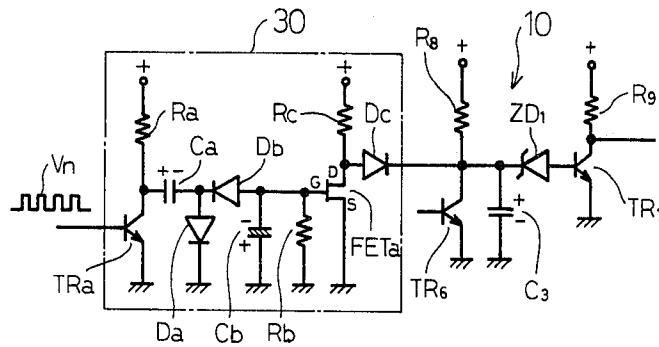 30
10
+
+
+
+
R8
Ra
Rc
Dc
ZD1
R9
Vn
Ca
Db
+ -
D
G
S
-
+
+
-
FETa
TRa
Da
Cb
Rb
TR6
C3